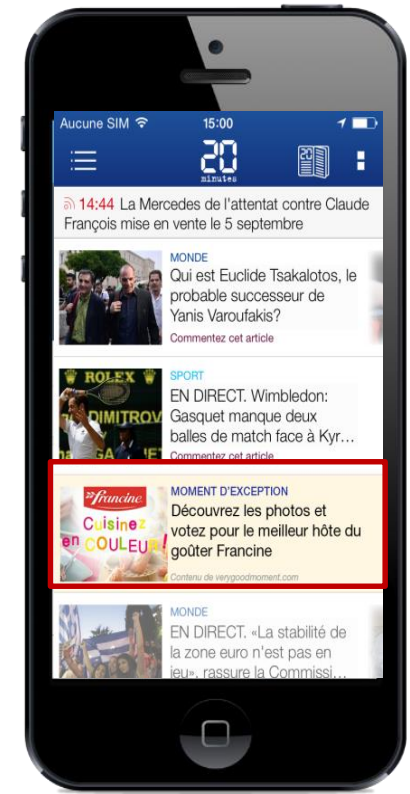 Aucune SIM 15:00
20
minutes
20
14:44 La Mercedes de l'attentat contre Claude
François mise en vente le 5 septembre
MONDE
Qui est Euclide Tsakalotos, le
probable successeur de
Yanis Varoufakis?
Commentez cet article
ROLEX
DIMITROV
GA
SPORT
EN DIRECT. Wimbledon:
Gasquet manque deux
balles de match face à Kyr…
Commentez cet article
Francine
Cuisinez
en COULEUR
!
MOMENT D'EXCEPTION
Découvrez les photos et
votez pour le meilleur hôte du
goûter Francine
Contenu de verygoodmoment.com
MONDE
EN DIRECT. «La stabilité de
la zone euro n'est pas en
jeu», rassure la Commissi…